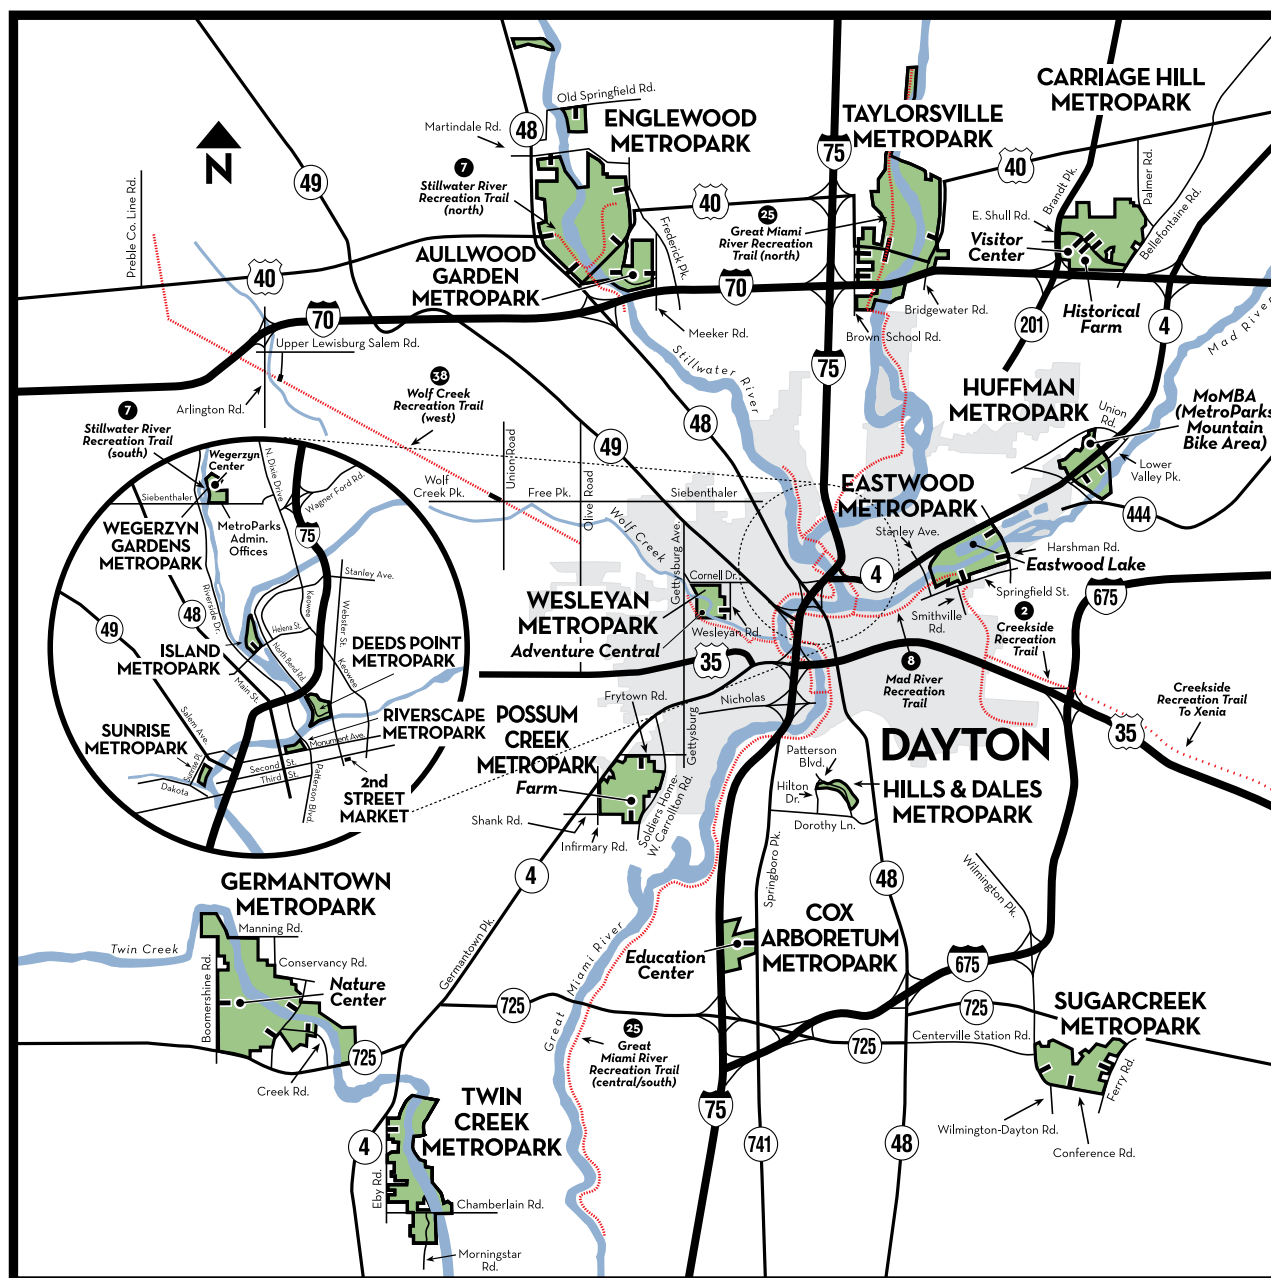 CARRIAGE HILL
METROPARK
TAYLORSVILLE
METROPARK
Old Springfield Rd.
ENGLEWOOD
METROPARK
Martindale Rd.
48
75
N
49
7
Stillwater River
Recreation Trail
(north)
40
40
Preble Co. Line Rd.
Brandt Pk.
Palmer Rd.
Bellefontaine Rd.
E. Shull Rd.
Visitor
Center
25
Great Miami
River Recreation
Trail (north)
Frederick Pk.
AULLWOOD
GARDEN
METROPARK
40
70
70
Bridgewater Rd.
Historical
Farm
201
4
Mad River
Meeker Rd.
Brown School Rd.
Upper Lewisburg Salem Rd.
Stillwater River
75
38
Wolf Creek
Recreation Trail
(west)
HUFFMAN
METROPARK
MoMBA
(MetroParks
Mountain
Bike Area)
Union
Rd.
Arlington Rd.
7
Stillwater River
Recreation Trail
(south)
48
49
Lower
Valley Pk.
Union Road
Olive Road
Wolf
Creek Pk.
Free Pk.
Siebenthaler
EASTWOOD
METROPARK
444
Wolf Creek
Stanley Ave.
Harshman Rd.
Eastwood Lake
Wegerzyn
Center
N. Dixie Drive
Wagner Ford Rd.
Siebenthaler
WEGERZYN
GARDENS
METROPARK
MetroParks
Admin.
Offices
75
Stanley Ave.
Riverside Dr.
48
49
Keowee
Webster St.
Helena St.
ISLAND
METROPARK
North Bend Rd.
DEEDS POINT
METROPARK
Main St.
Keowee
Salem Ave.
SUNRISE
METROPARK
RIVERSCAPE
METROPARK
Monument Ave.
Sunrise Pl.
Second St.
Third St.
Dakota
Patterson Blvd.
2nd
STREET
MARKET
Gettysburg Ave.
Cornell Dr.
4
WESLEYAN
METROPARK
Adventure Central
Wesleyan Rd.
Springfield St.
675
Smithville
Rd.
2
Creekside
Recreation
Trail
35
8
Mad River
Recreation
Trail
Creekside
Recreation Trail
To Xenia
35
Frytown Rd.
Nicholas
POSSUM
CREEK
METROPARK
Farm
Gettysburg
DAYTON
Patterson
Blvd.
Hilton
Dr.
HILLS & DALES
METROPARK
Dorothy Ln.
Shank Rd.
Infirmary Rd.
Soldiers Home-
W. Carrollton Rd.
4
Springboro Pk.
48
Wilmington Pk.
GERMANTOWN
METROPARK
Twin Creek
Manning Rd.
Conservancy Rd.
Boomershine Rd.
Nature
Center
Germantown Pk.
Great Miami River
Education
Center
COX
ARBORETUM
METROPARK
675
725
725
SUGARCREEK
METROPARK
Centerville Station Rd.
725
25
Great
Miami River
Recreation Trail
(central/south)
725
Creek Rd.
Ferry Rd.
TWIN
CREEK
METROPARK
75
Wilmington-Dayton Rd.
Conference Rd.
4
741
48
Eby Rd.
Chamberlain Rd.
Morningstar
Rd.